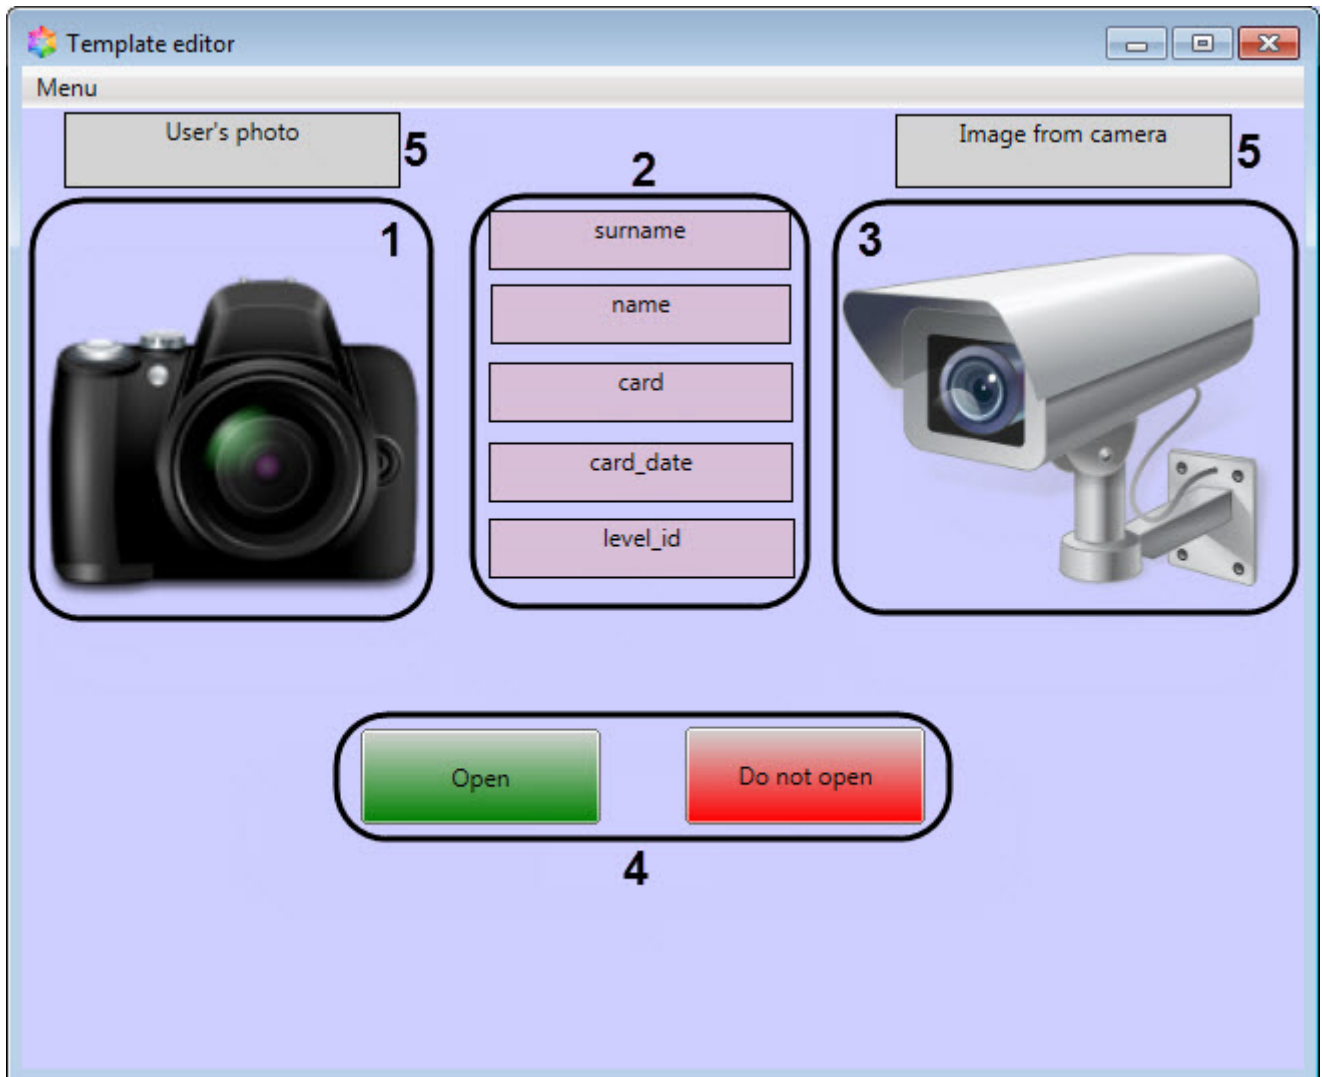 Template editor
Menu
User's photo
5
2
Image from camera
5
1
surname
name
card
card_date
level_id
3
Open
Do not open
4